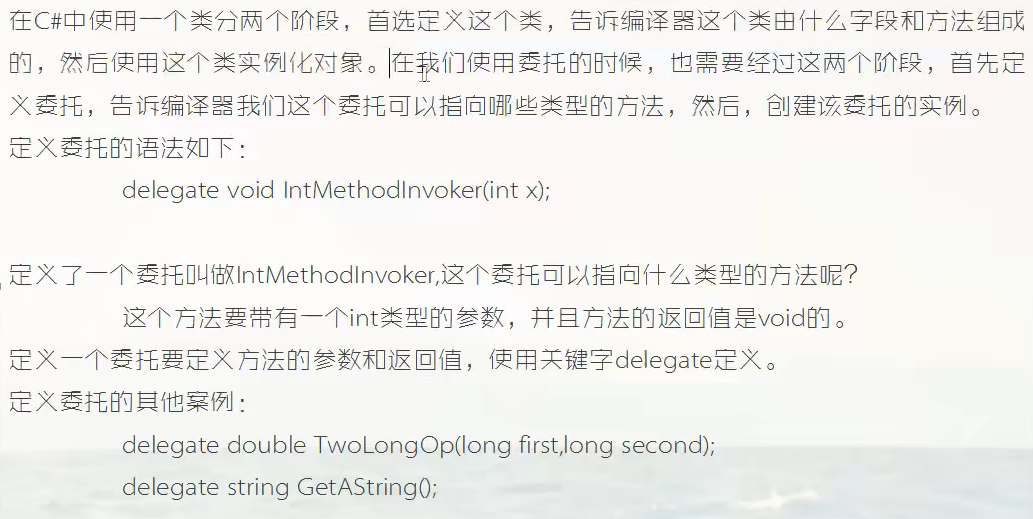 在C#中使用一个类分两个阶段，首选定义这个类，告诉编译器这个类由什么字段和方法组成
的，然后使用这个类实例化对象。在我们使用委托的时候，也需要经过这两个阶段，首先定
义委托，告诉编译器我们这个委托可以指向哪些类型的方法，然后，创建该委托的实例。
定义委托的语法如下：
delegate void IntMethodInvoker(int x);
定义了一个委托叫做IntMethodInvoker,这个委托可以指向什么类型的方法呢？
这个方法要带有一个int类型的参数，并且方法的返回值是void的。
定义一个委托要定义方法的参数和返回值，使用关键字delegate定义。
定义委托的其他案例：
delegate double TwoLongOp(long first,long second);
delegate string GetAString();